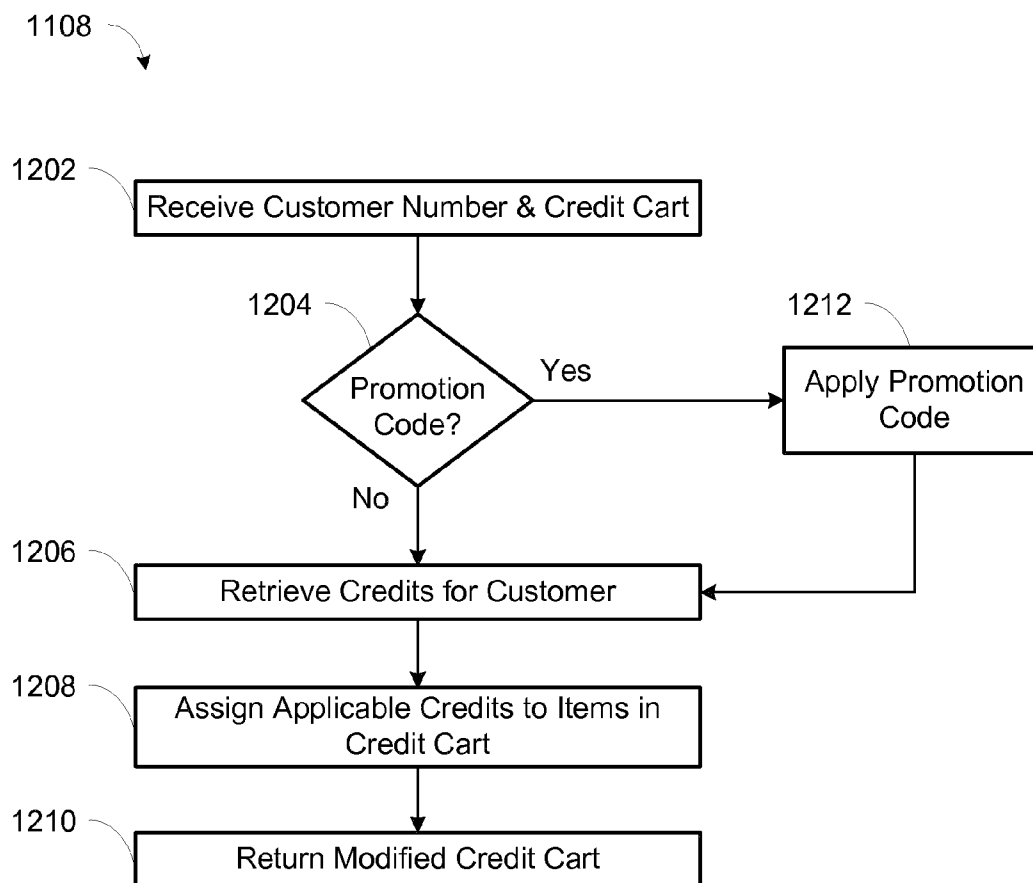 1108
1202
Receive Customer Number & Credit Cart
1204
Promotion
Code?
Yes
1212
Apply Promotion
Code
No
1206
Retrieve Credits for Customer
1208
Assign Applicable Credits to Items in
Credit Cart
1210
Return Modified Credit Cart